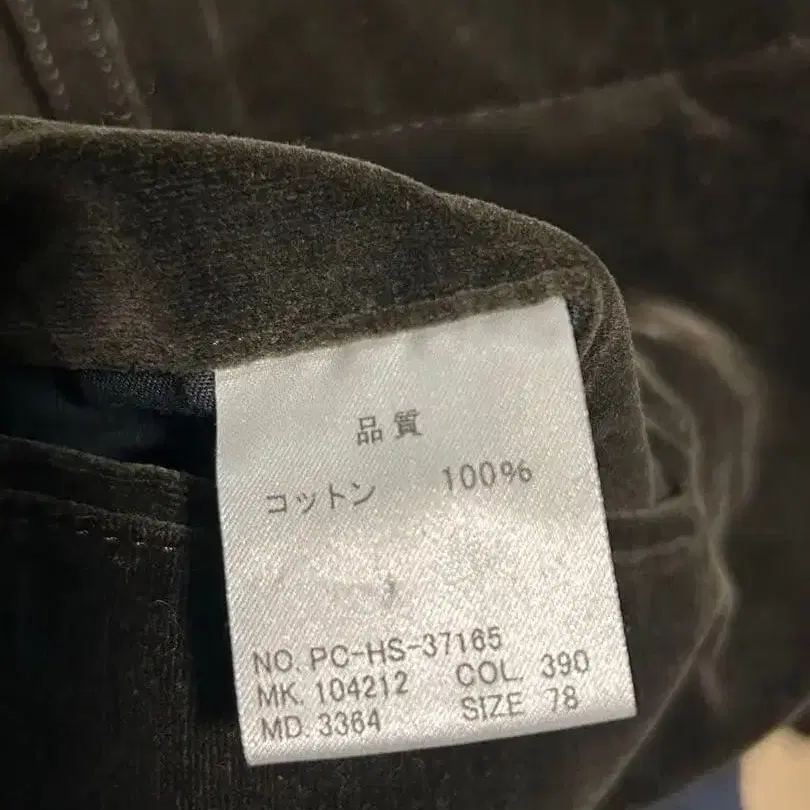 品質
コットン 100%
NO. PC-HS-37165
MK. 104212 COL. 390
MD. 3364 SIZE 78